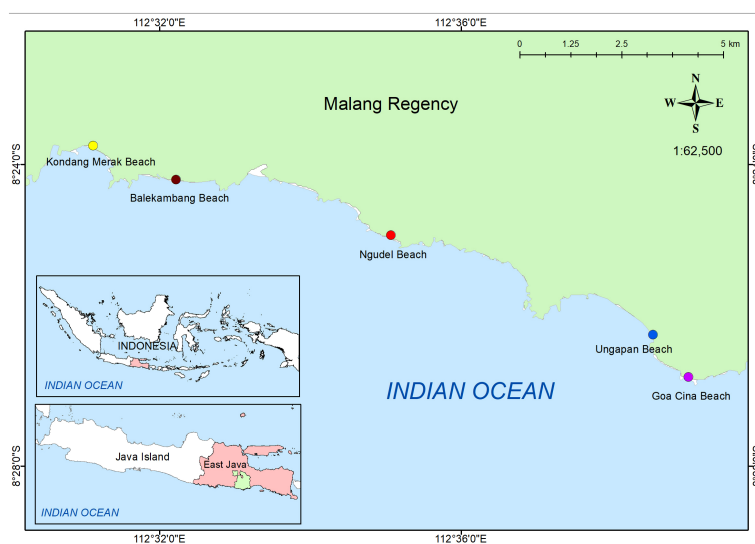 112°32'0"E 112°36'0"E
0 1.25 2.5 5 km
N
W E
S
1:62,500
Malang Regency
8°24'0"S
Kondang Merak Beach
Balekambang Beach
Ngudel Beach
Ungapan Beach
Goa Cina Beach
INDIAN OCEAN
INDONESIA
INDIAN OCEAN
Java Island
East Java
INDIAN OCEAN
8°28'0"S
112°32'0"E 112°36'0"E